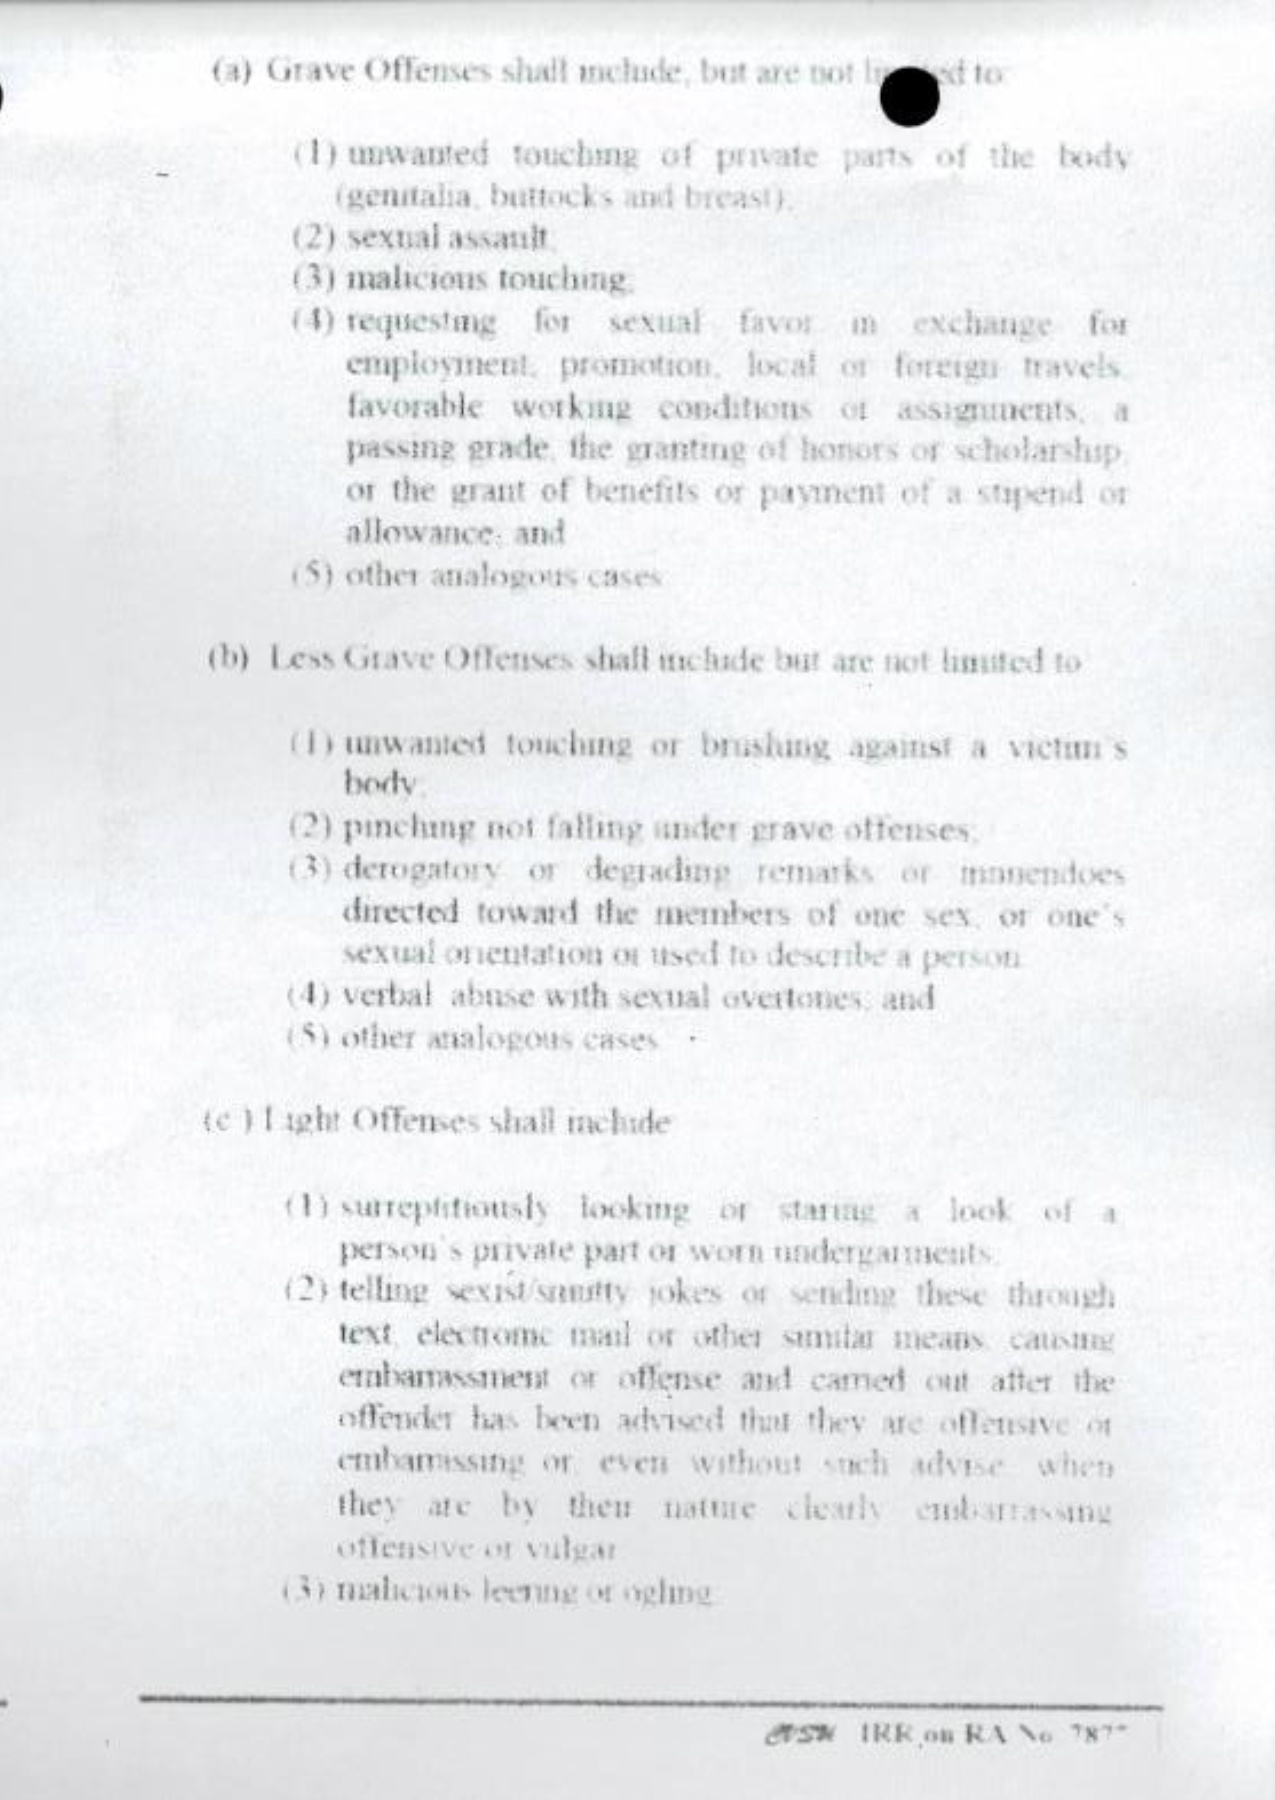 (a) Grave Offenses shall include, but are not limited to
(1) unwanted touching of private parts of the body
(genitalia, buttocks and breast),
(2) sexual assault,
(3) malicious touching,
(4) requesting for sexual favor in exchange for
employment, promotion, local or foreign travels,
favorable working conditions or assignments, a
passing grade, the granting of honors or scholarship,
or the grant of benefits or payment of a stipend or
allowance; and
(5) other analogous cases
(b) Less Grave Offenses shall include but are not limited to
(1) unwanted touching or brushing against a victim's
body;
(2) pinching not falling under grave offenses;
(3) derogatory or degrading remarks or innuendoes
directed toward the members of one sex, or one's
sexual orientation or used to describe a person
(4) verbal abuse with sexual overtones; and
(5) other analogous cases
(c ) Light Offenses shall include
(1) surreptitiously looking or staring a look of a
person's private part or worn undergarments,
(2) telling sexist/smutty jokes or sending these through
text, electronic mail or other similar means, causing
embarrassment or offense and carried out after the
offender has been advised that they are offensive or
embarrassing or, even without such advise, when
they are by their nature clearly embarrassing
offensive or vulgar
(3) malicious leering or ogling
IRR on RA No 7877